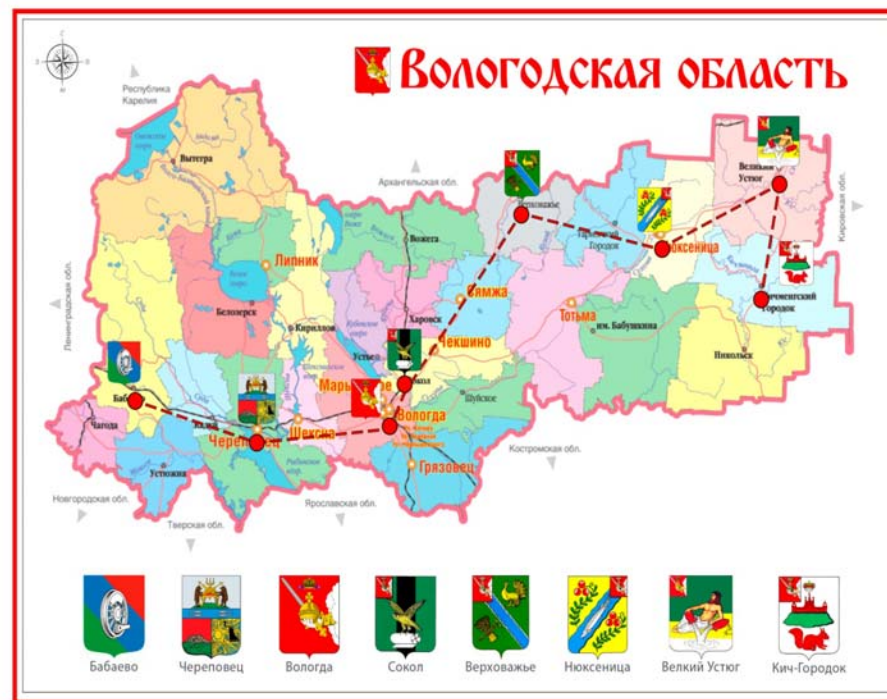 Вологодская область
Республика
Карелия
Вытегра
Архангельская обл.
Великий
Устюг
Кировская обл.
Городок
Вожега
Липник
Нюксеница
Ленинградская обл.
Белозерск
Кириллов
Сямжа
Харовск
Тотьма
им. Бабушкина
Кичменгский
Городок
Никольск
Устье
Чекшино
Вологда
Шуйское
Чагода
Череповец
Шексна
Устюжна
Грязовец
Костромская обл.
Новгородская обл.
Тверская обл.
Ярославская обл.
Бабаево
Череповец
Вологда
Сокол
Верховажье
Нюксеница
Велкий Устюг
Кич-Городок